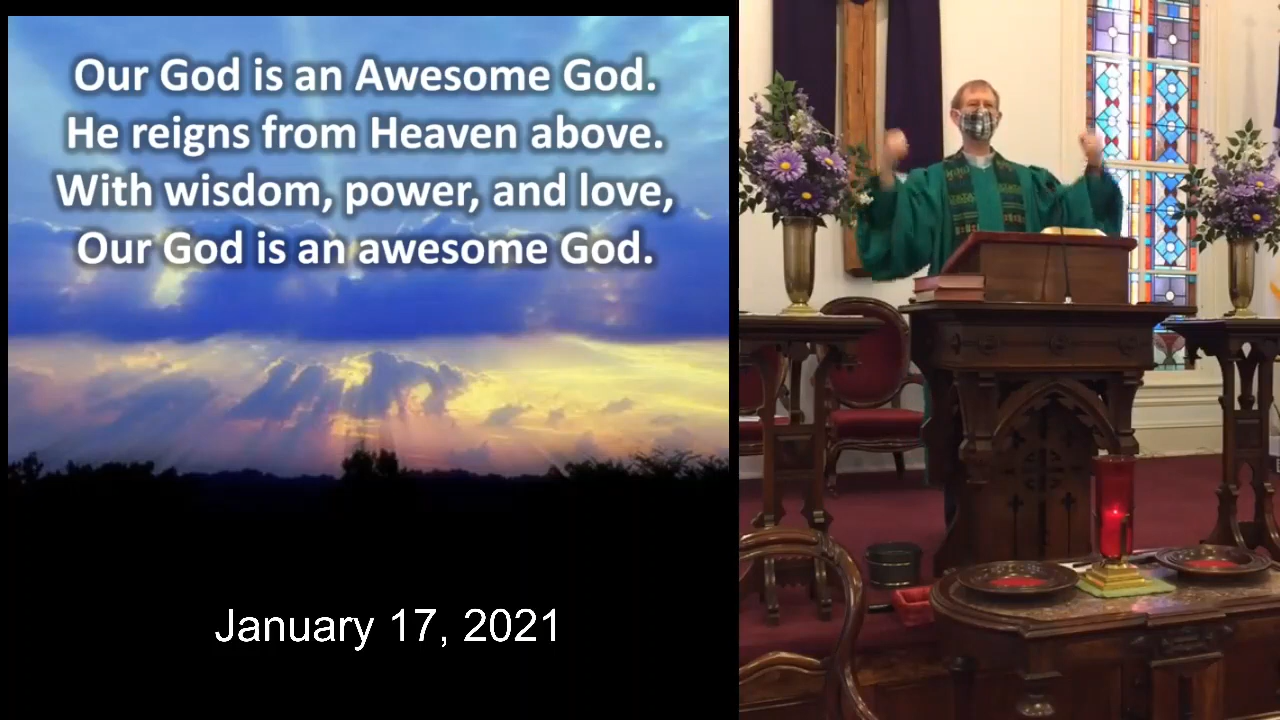 Our God is an Awesome God.
He reigns from Heaven above.
With wisdom, power, and love,
Our God is an awesome God.
January 17, 2021